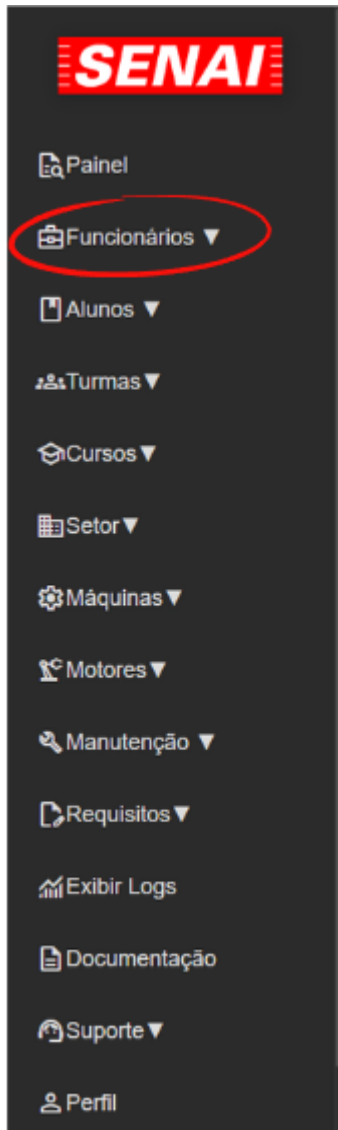 SENAI
Painel
Funcionários ▼
Alunos ▼
Turmas▼
Cursos▼
Setor▼
Máquinas▼
Motores▼
Manutenção ▼
Requisitos▼
Exibir Logs
Documentação
Suporte▼
Perfil